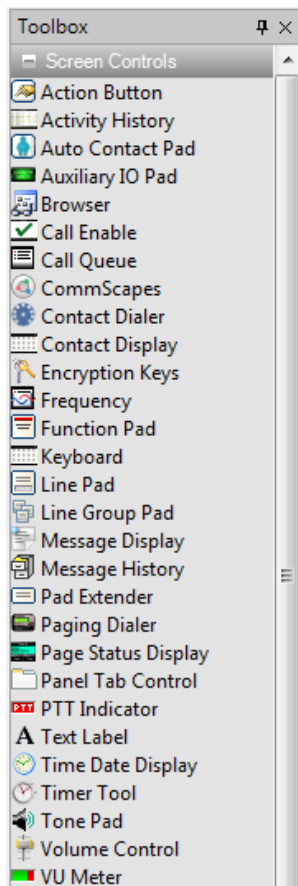 Toolbox
Screen Controls
Action Button
Activity History
Auto Contact Pad
Auxiliary IO Pad
Browser
Call Enable
Call Queue
CommScapes
Contact Dialer
Contact Display
Encryption Keys
Frequency
Function Pad
Keyboard
Line Pad
Line Group Pad
Message Display
Message History
Pad Extender
Paging Dialer
Page Status Display
Panel Tab Control
PTT PTT Indicator
A Text Label
Time Date Display
Timer Tool
Tone Pad
Volume Control
VU Meter